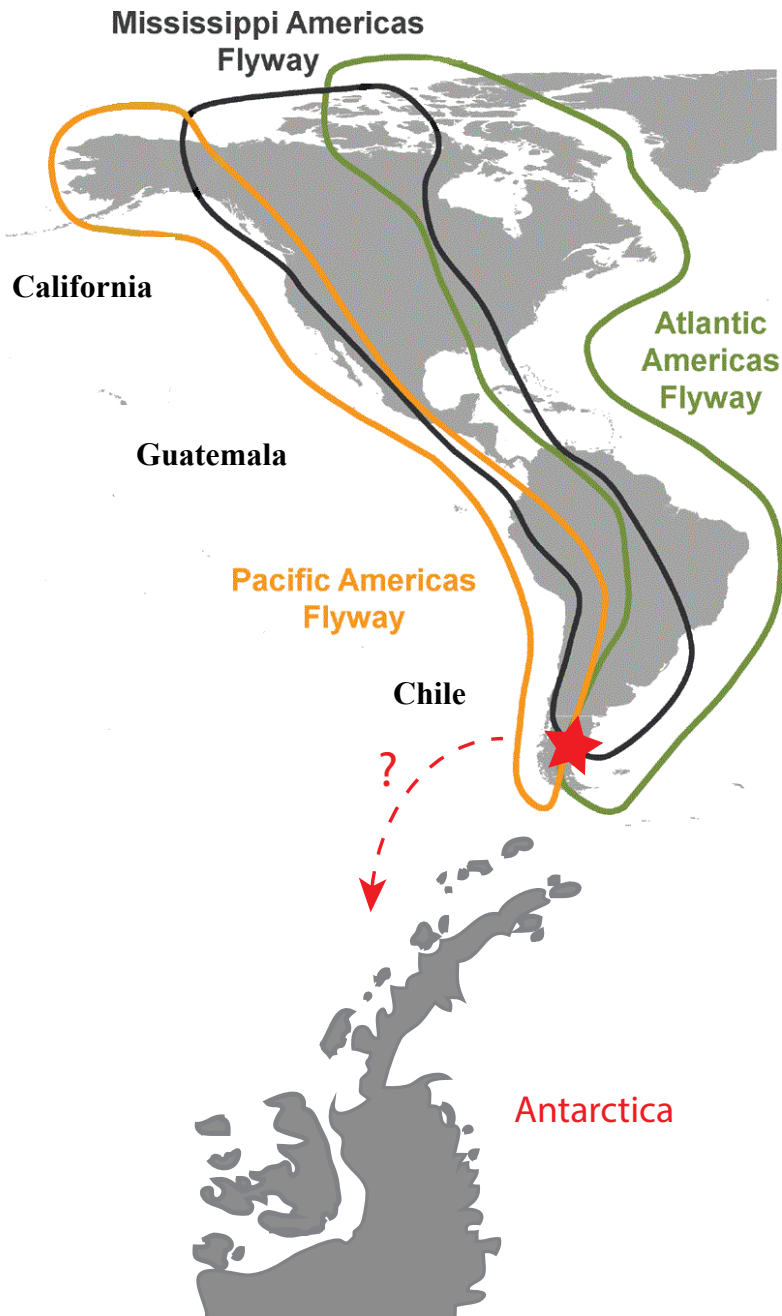 Mississippi Americas
Flyway
California
Atlantic
Americas
Flyway
Guatemala
Pacific Americas
Flyway
Chile
?
Antarctica